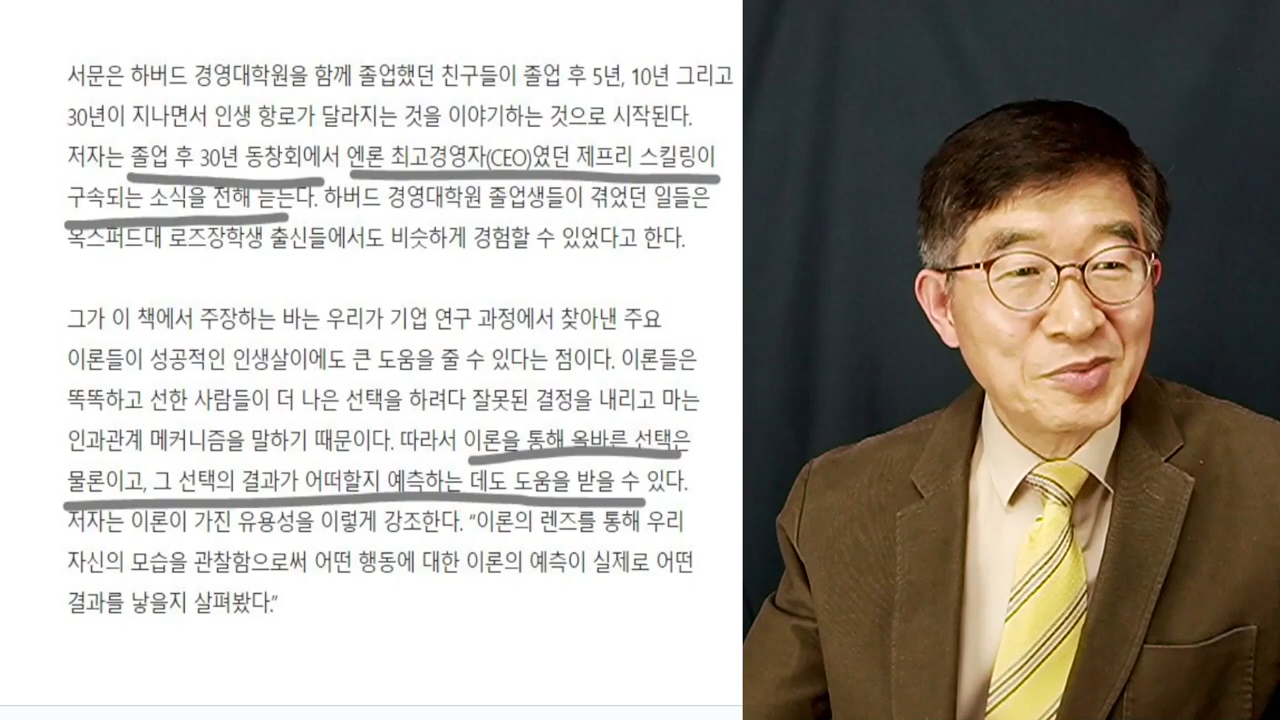 서문은 하버드 경영대학원을 함께 졸업했던 친구들이 졸업 후 5년, 10년 그리고
30년이 지나면서 인생 항로가 달라지는 것을 이야기하는 것으로 시작된다.
저자는 졸업 후 30년 동창회에서 엔론 최고경영자(CEO)였던 제프리 스킬링이
구속되는 소식을 전해 듣는다. 하버드 경영대학원 졸업생들이 겪었던 일들은
옥스퍼드대 로즈장학생 출신들에서도 비슷하게 경험할 수 있었다고 한다.
그가 이 책에서 주장하는 바는 우리가 기업 연구 과정에서 찾아낸 주요
이론들이 성공적인 인생살이에도 큰 도움을 줄 수 있다는 점이다. 이론들은
똑똑하고 선한 사람들이 더 나은 선택을 하려다 잘못된 결정을 내리고 마는
인과관계 메커니즘을 말하기 때문이다. 따라서 이론을 통해 올바른 선택은
물론이고, 그 선택의 결과가 어떠할지 예측하는 데도 도움을 받을 수 있다.
저자는 이론이 가진 유용성을 이렇게 강조한다. “이론의 렌즈를 통해 우리
자신의 모습을 관찰함으로써 어떤 행동에 대한 이론의 예측이 실제로 어떤
결과를 낳을지 살펴봤다.”